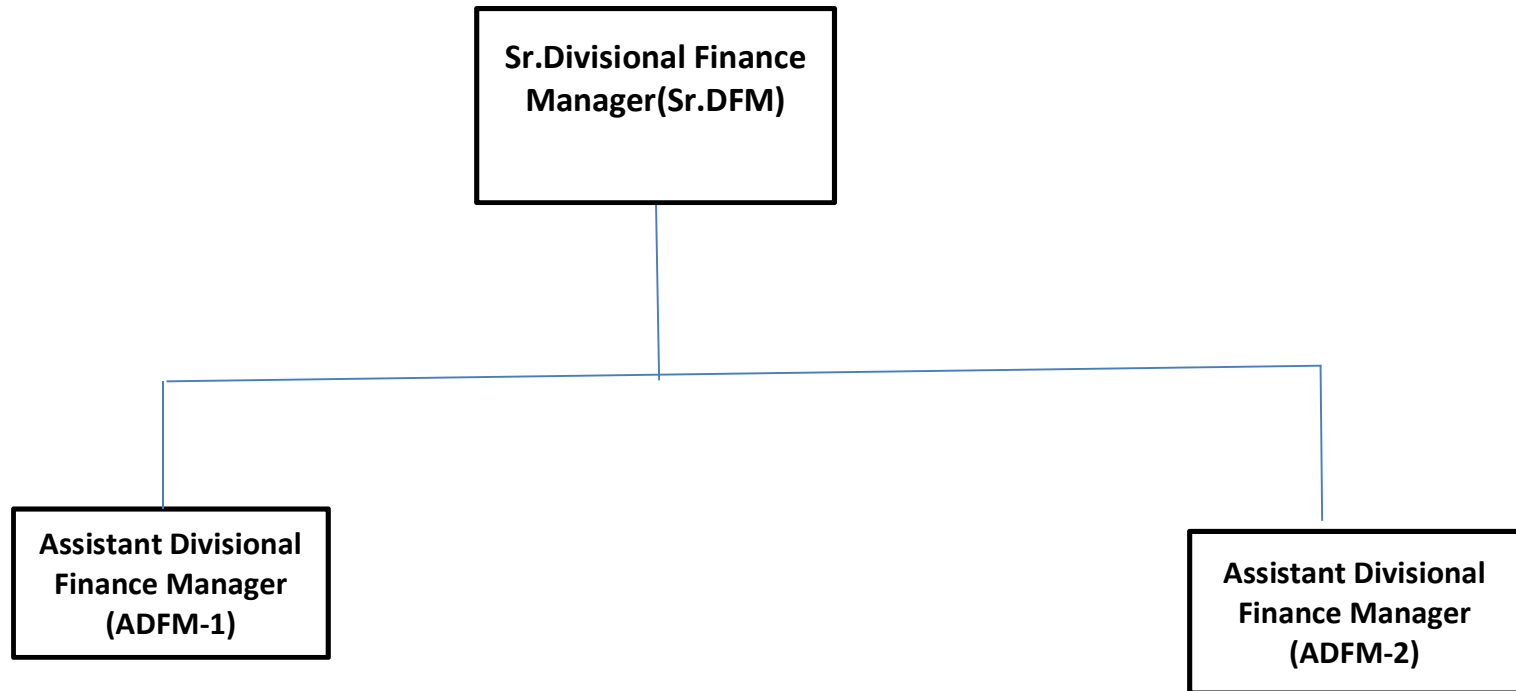 Sr.Divisional Finance
Manager(Sr.DFM)
Assistant Divisional
Finance Manager
(ADFM-1)
Assistant Divisional
Finance Manager
(ADFM-2)